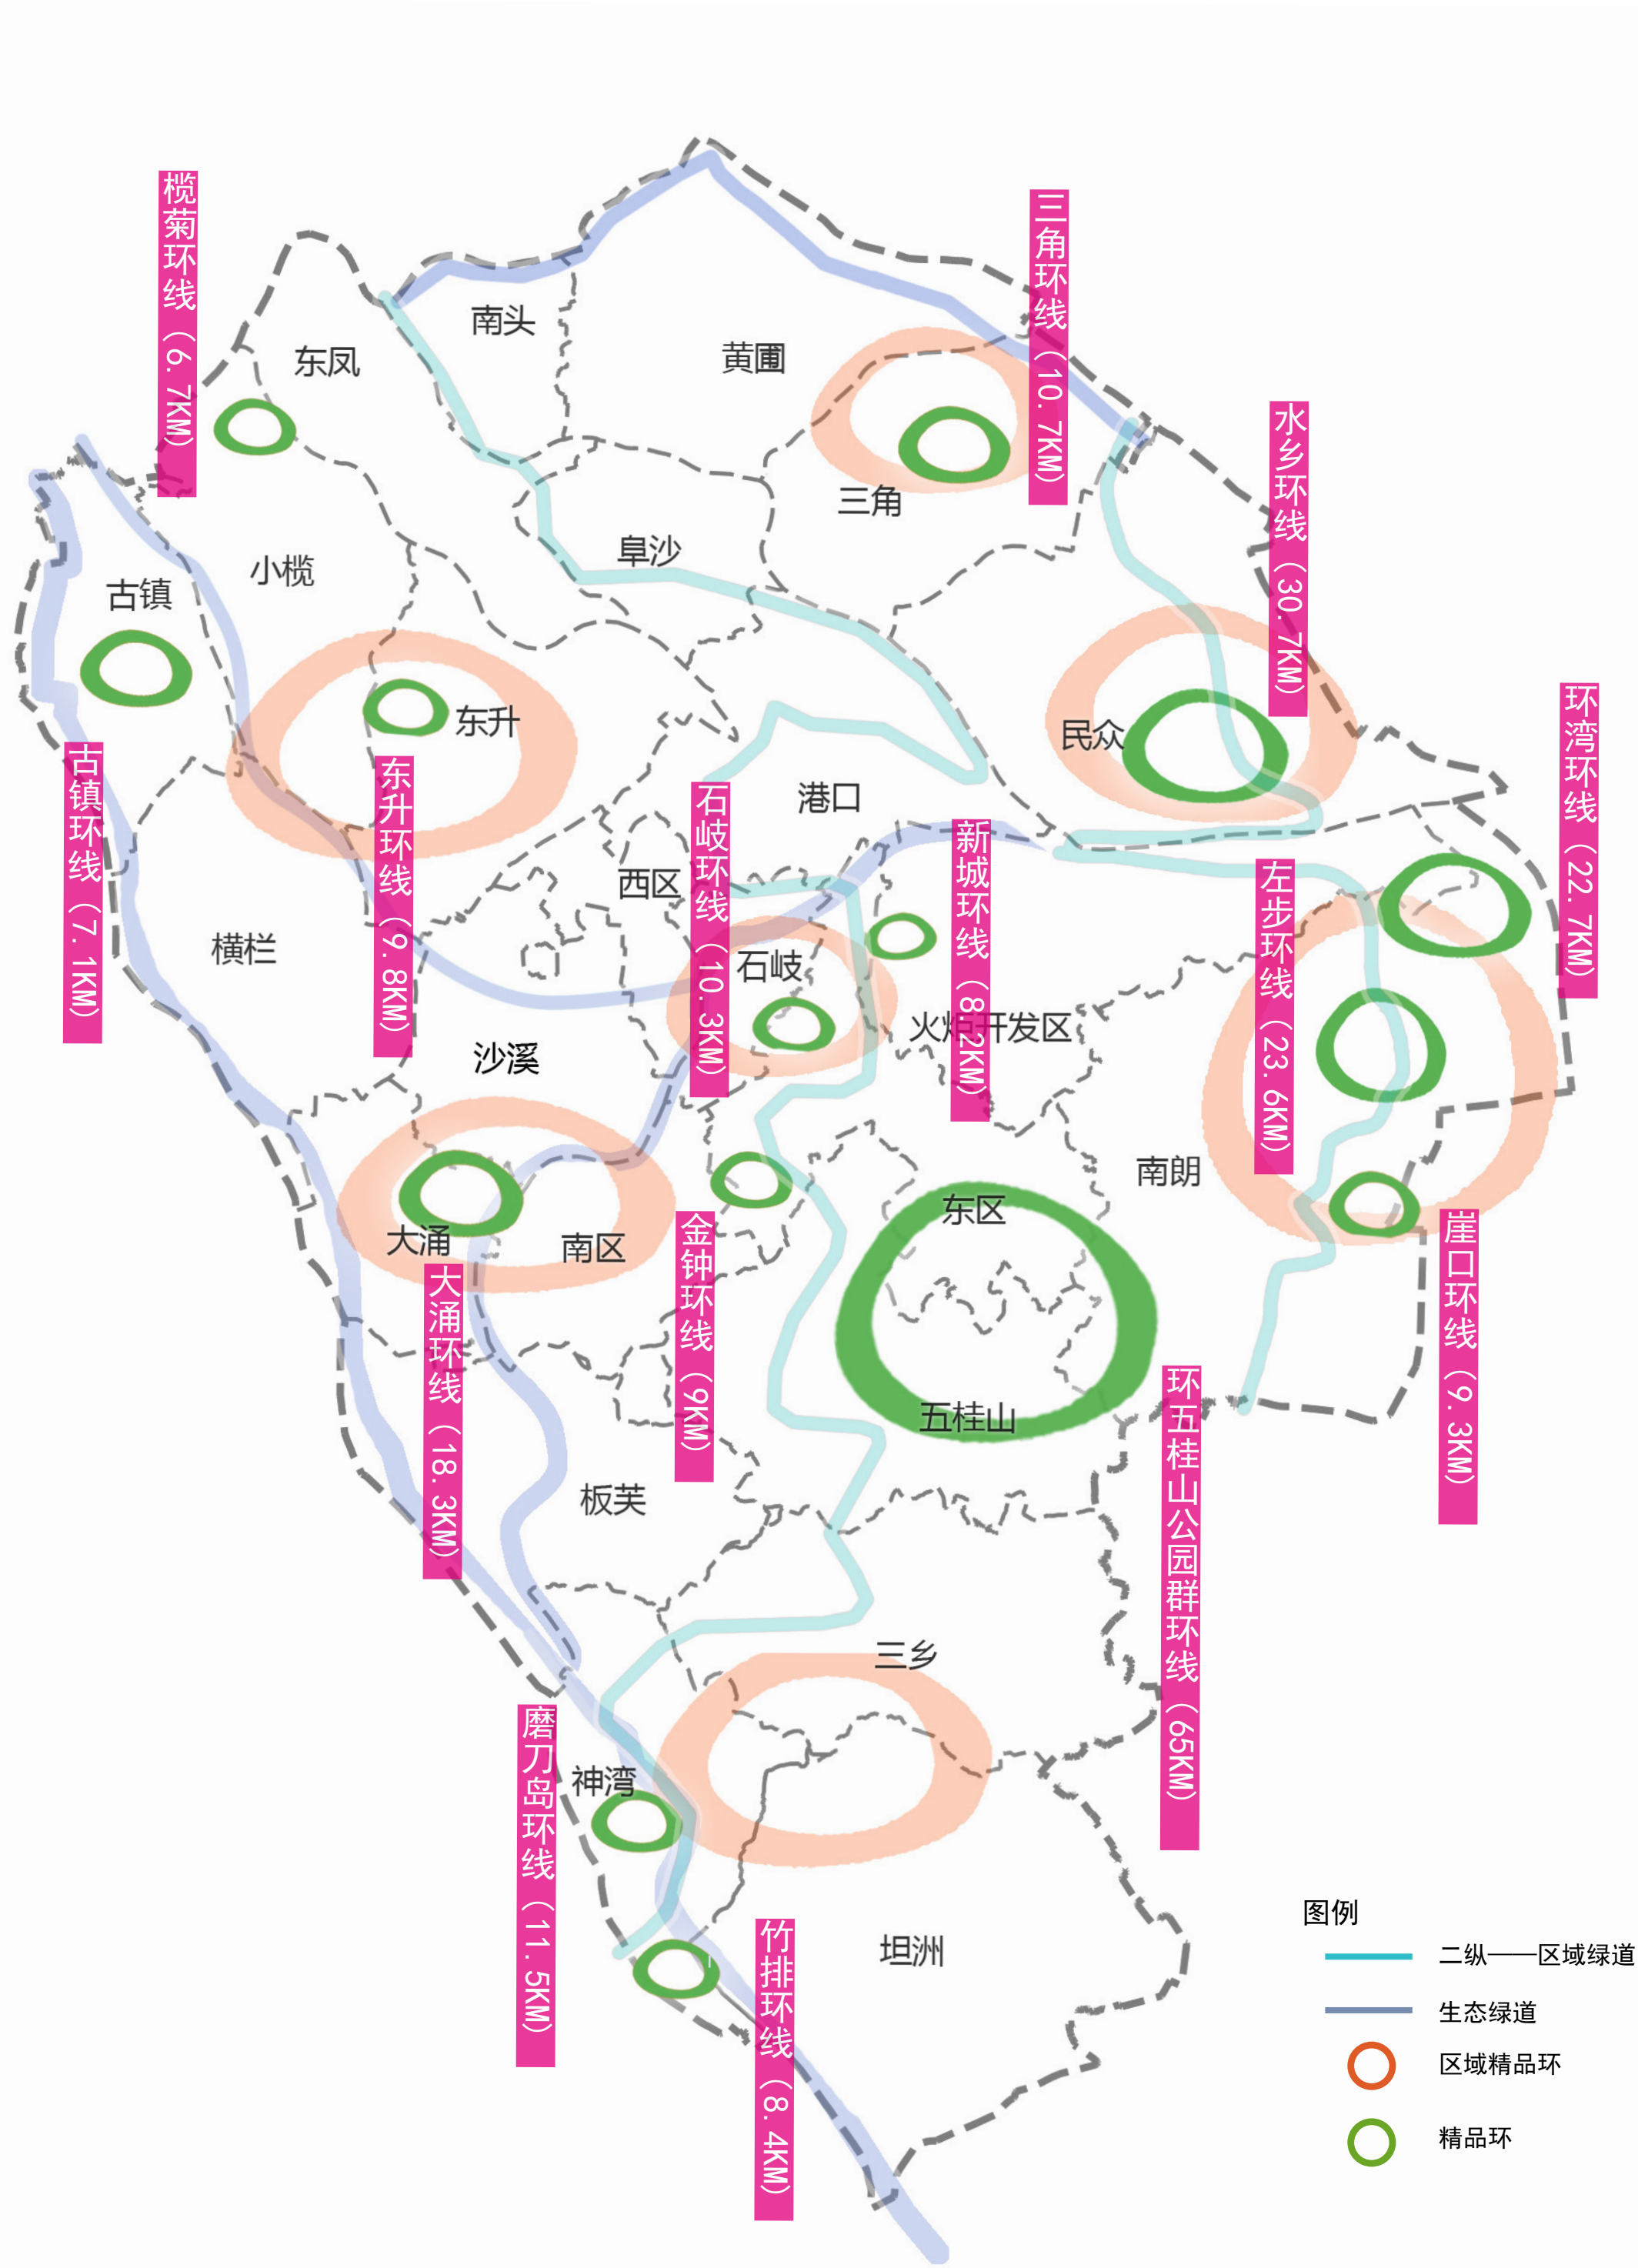 榄菊环线（6.7KM）
三角环线（10.7KM）
南头
东凤
黄圃
水乡环线（30.7KM）
三角
阜沙
小榄
古镇
环湾环线（22.7KM）
东升
民众
古镇环线（7.1KM）
东升环线（9.8KM）
石岐环线（10.3KM）
港口
新城环线（8.2KM）
左步环线（23.6KM）
西区
横栏
石岐
火炬开发区
沙溪
南朗
东区
大涌
南区
金钟环线（9KM）
崖口环线（9.3KM）
大涌环线（18.3KM）
环五桂山公园群环线（65KM）
五桂山
板芙
三乡
磨刀岛环线（11.5KM）
神湾
竹排环线（8.4KM）
坦洲
图例
二纵——区域绿道
生态绿道
区域精品环
精品环